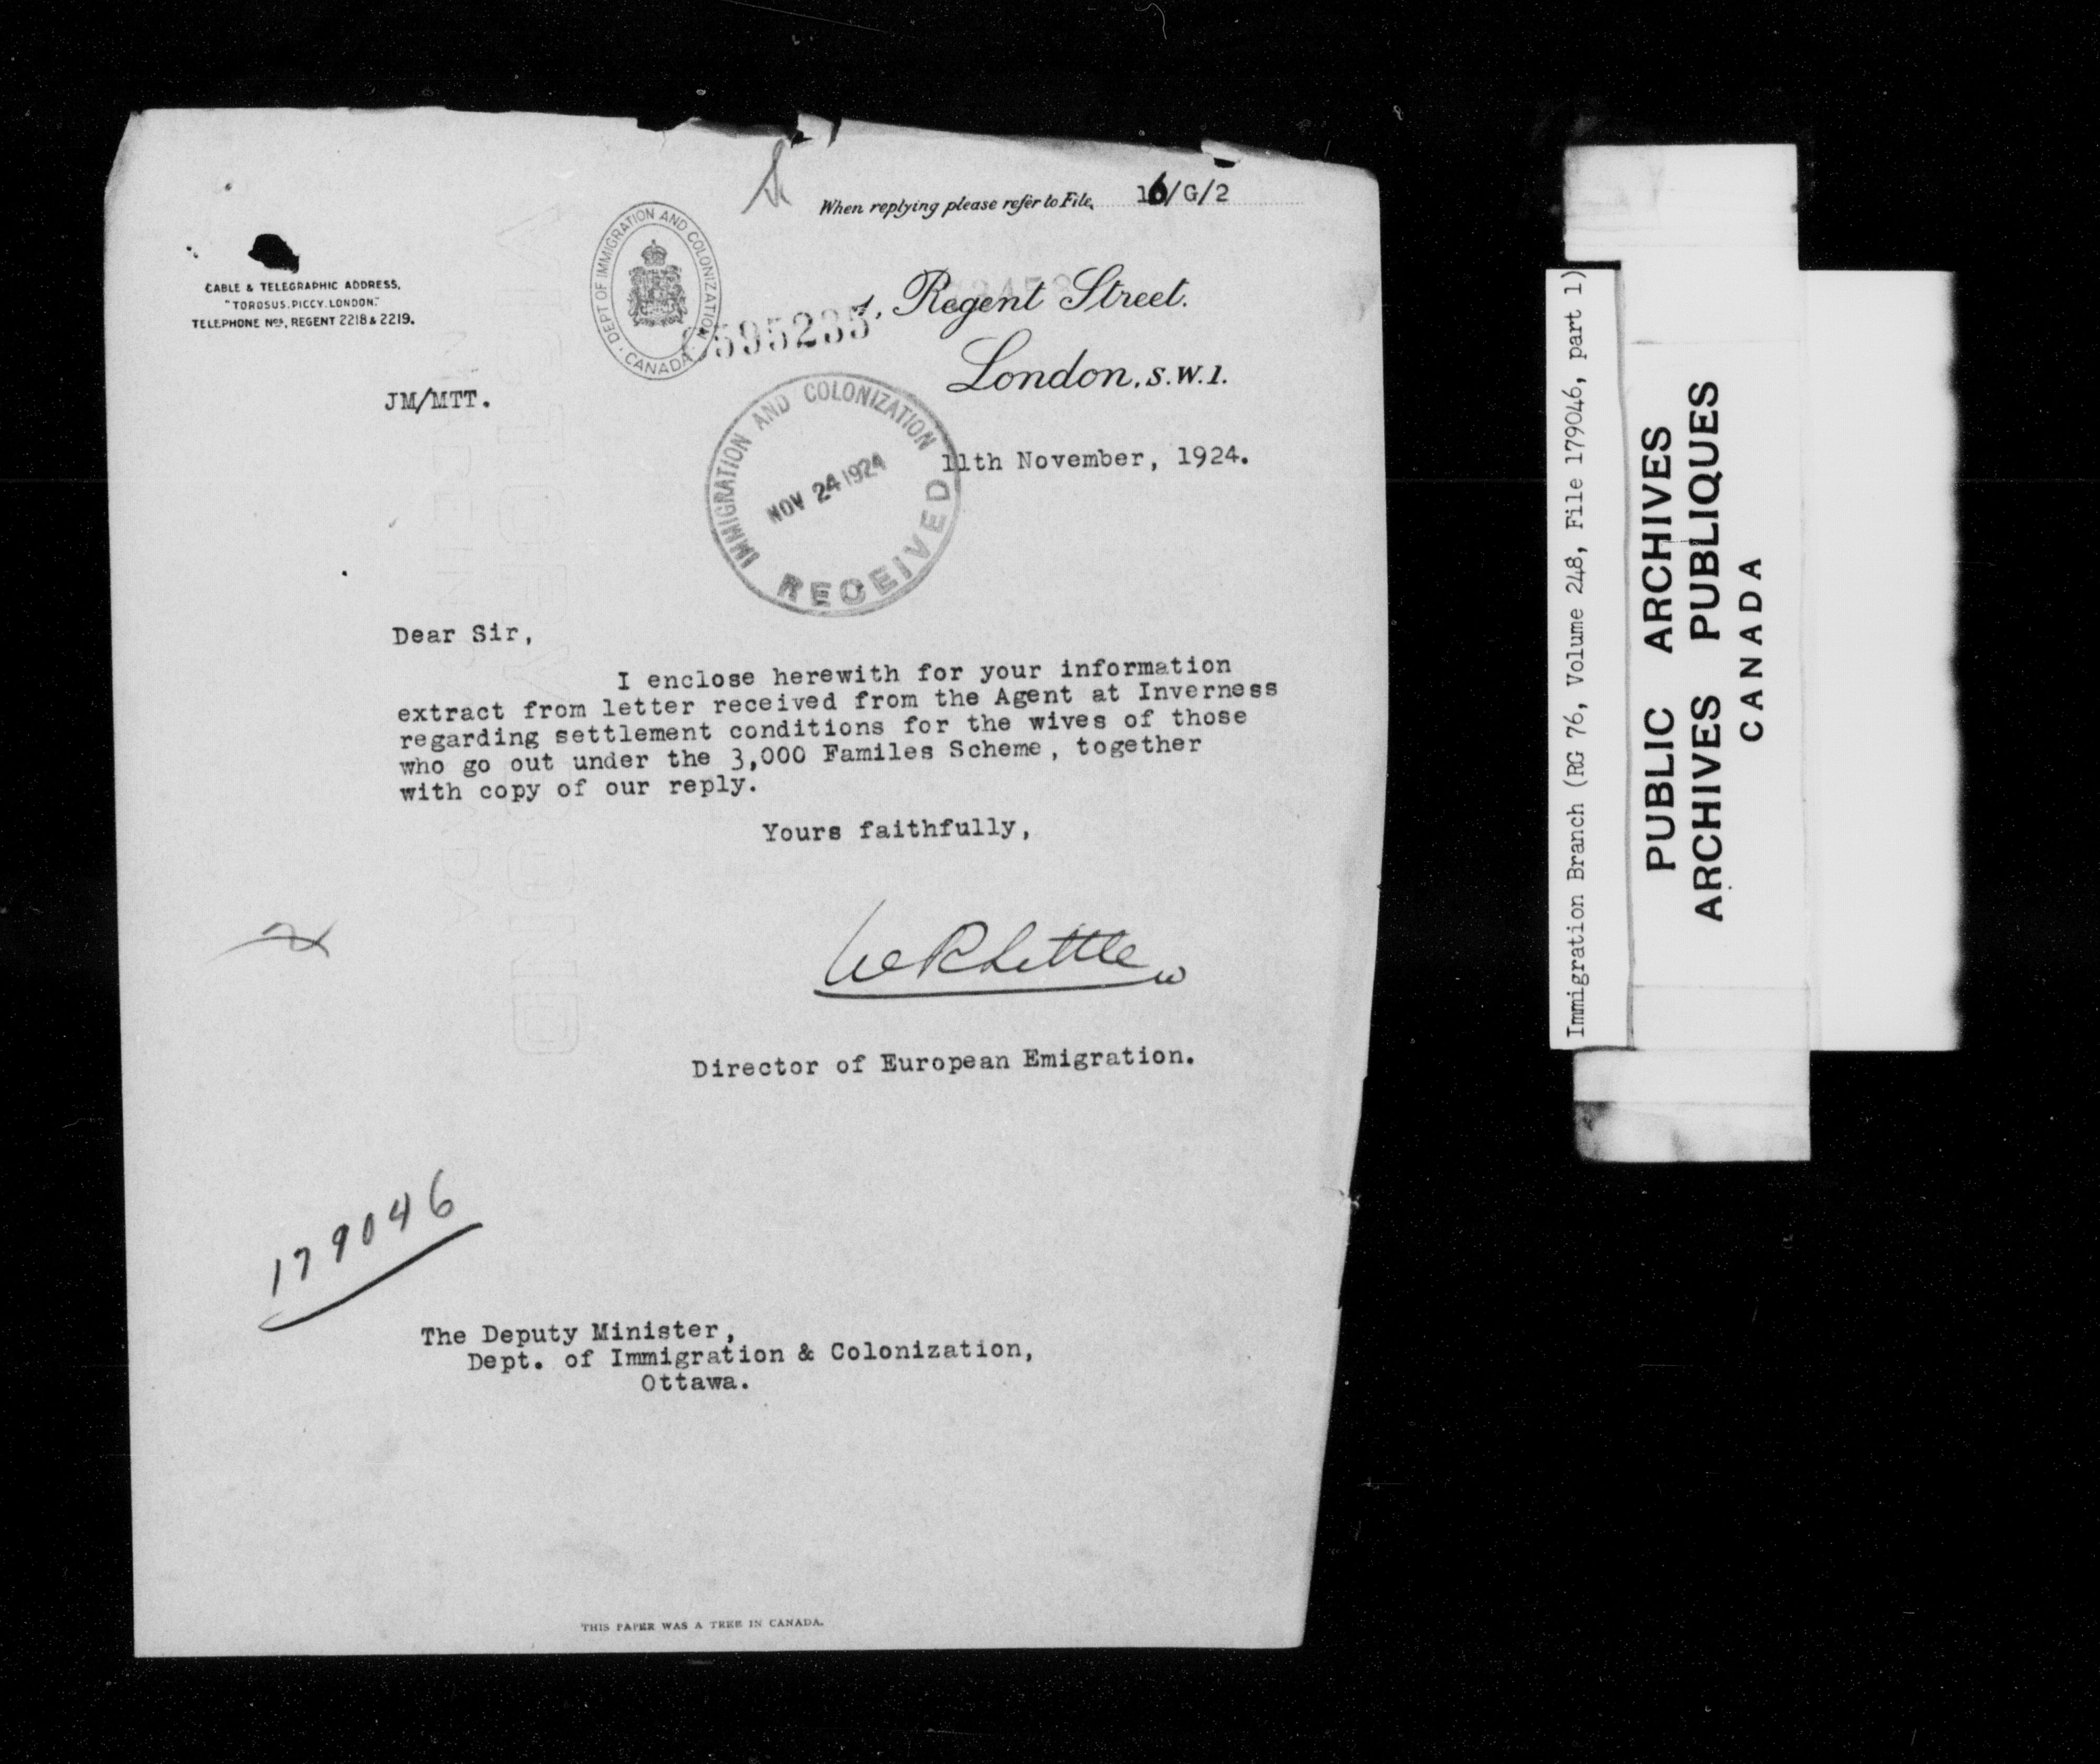 When replying please refer to File. 16/G/2
DEPT OF IMMIGRATION AND COLONIZATION
CANADA
CABLE & TELEGRAPHIC ADDRESS,
"TOROSUS. PICCY. LONDON."
TELEPHONE Nos, REGENT 2218 & 2219.
1, Regent Street.
595235
London, S.W.1.
JM/MTT.
IMMIGRATION AND COLONIZATION
NOV 24 1924
RECEIVED
11th November, 1924.
Dear Sir,
I enclose herewith for your information
extract from letter received from the Agent at Inverness
regarding settlement conditions for the wives of those
who go out under the 3,000 Familes Scheme, together
with copy of our reply.
Yours faithfully,
Director of European Emigration.
179046
The Deputy Minister,
Dept. of Immigration & Colonization,
Ottawa.
THIS PAPER WAS A TREE IN CANADA.
Immigration Branch (RG 76, Volume 248, File 179046, part 1)
PUBLIC ARCHIVES
ARCHIVES PUBLIQUES
CANADA